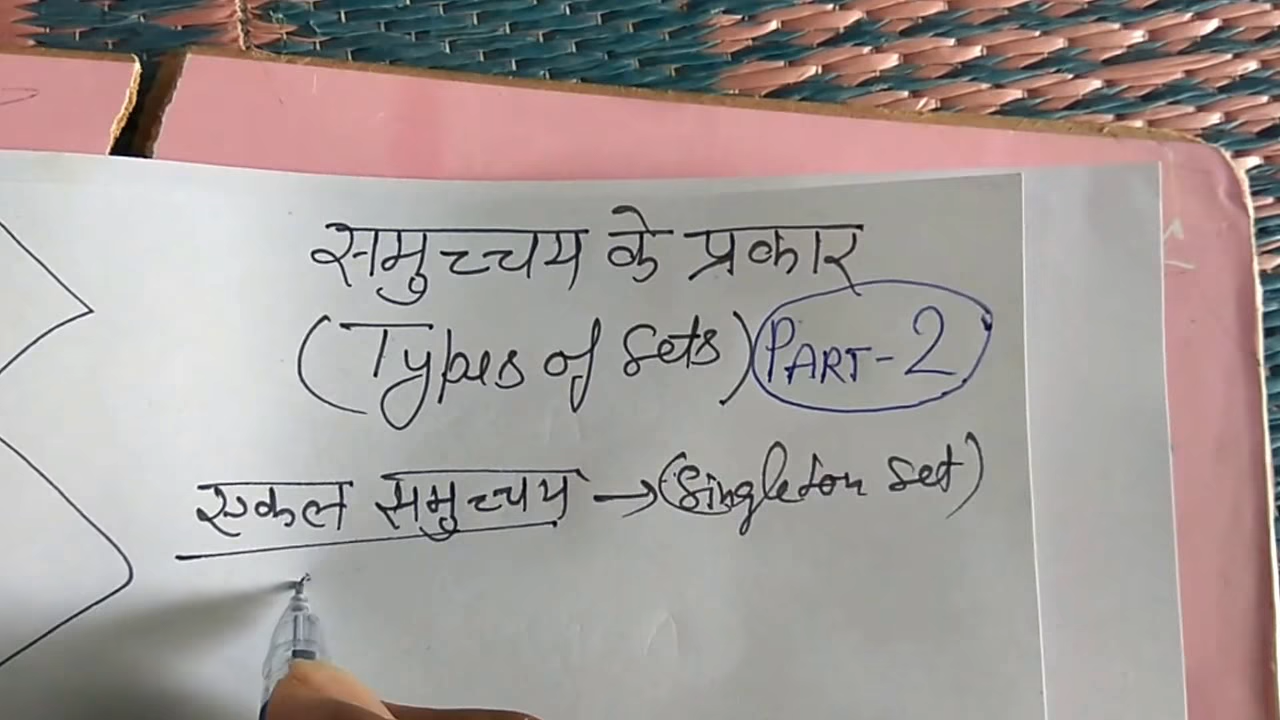 समुच्चय के प्रकार
(Types of Sets) PART-2
एकल समुच्चय → (Singleton Set)